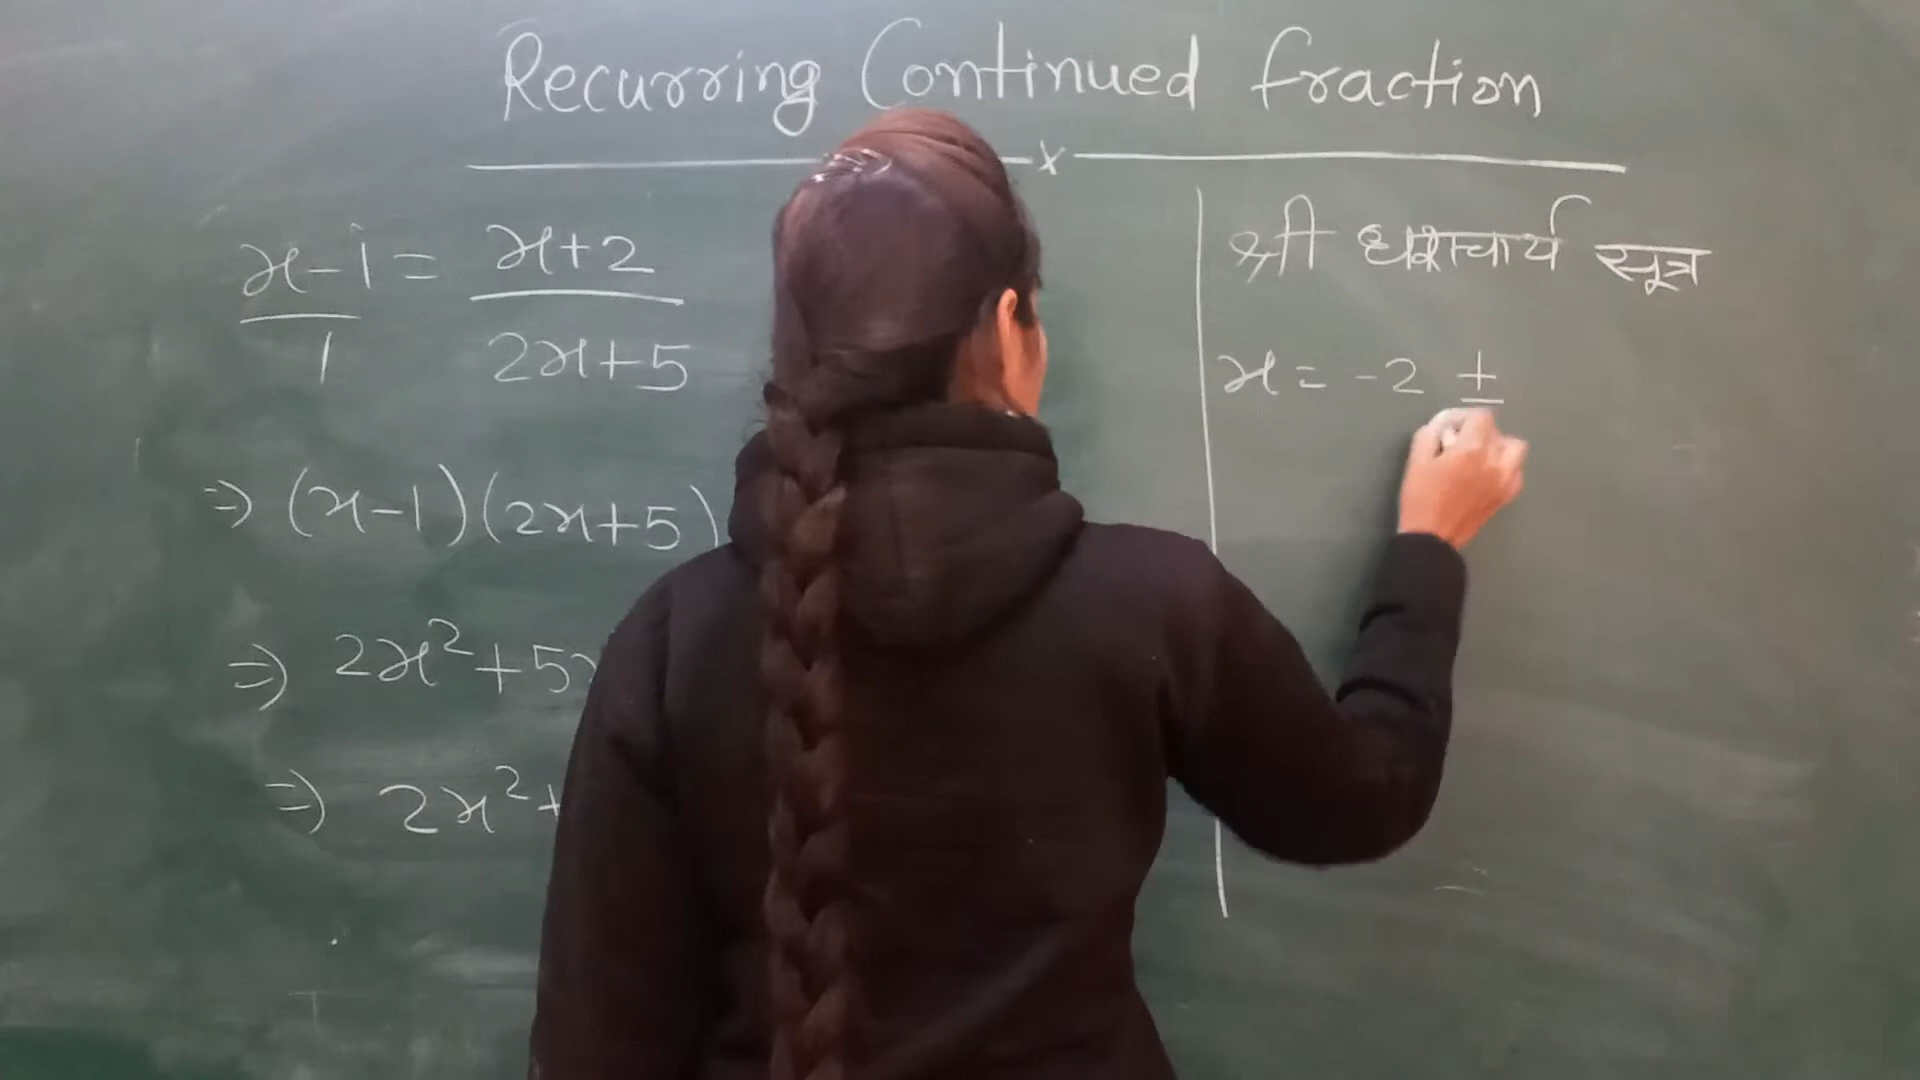 Recurring Continued fraction
x
x-1 = x+2
1 2x+5
⇒ (x-1)(2x+5)
⇒ 2x²+5x
⇒ 2x²+
श्री धराचार्य सूत्र
x = -2 ±